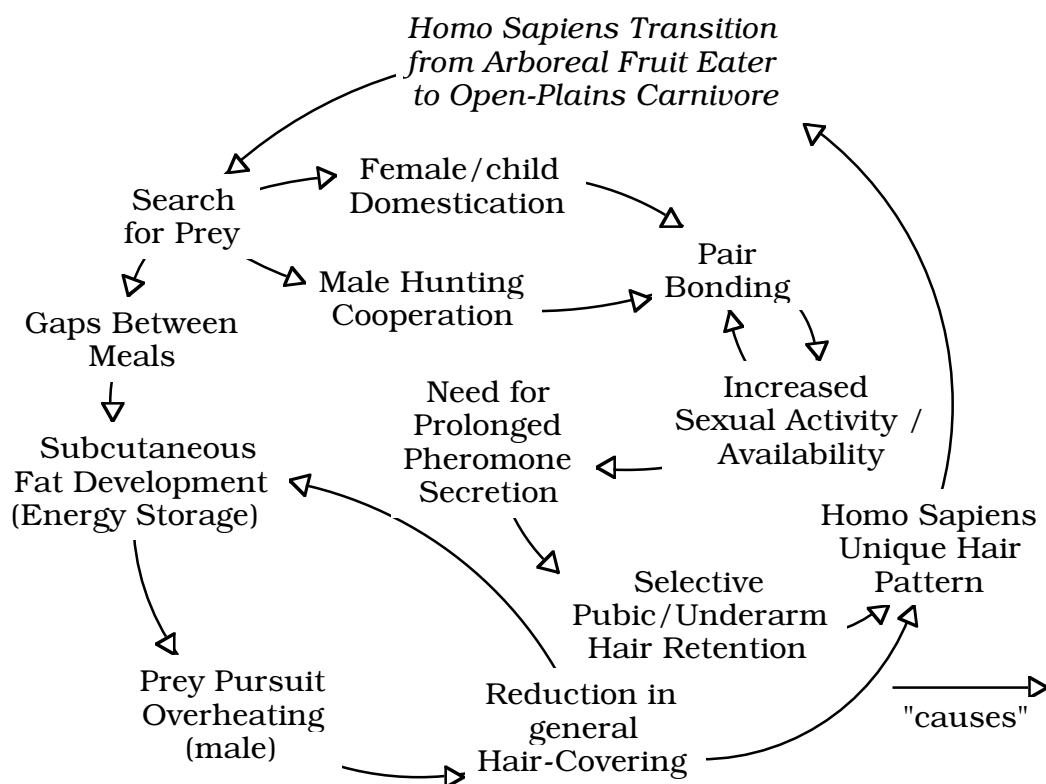 Homo Sapiens Transition
from Arboreal Fruit Eater
to Open-Plains Carnivore
Search
for Prey
Female/child
Domestication
Male Hunting
Cooperation
Pair
Bonding
Gaps Between
Meals
Increased
Sexual Activity /
Availability
Need for
Prolonged
Pheromone
Secretion
Subcutaneous
Fat Development
(Energy Storage)
Homo Sapiens
Unique Hair
Pattern
Selective
Pubic/Underarm
Hair Retention
Prey Pursuit
Overheating
(male)
Reduction in
general
Hair-Covering
"causes"